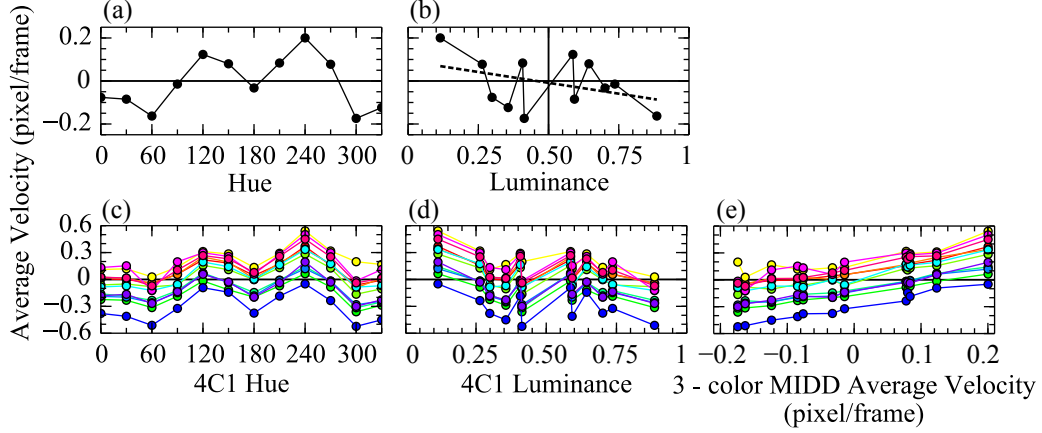 (a)
(b)
Average Velocity (pixel/frame)
0.2
0
−0.2
0 60 120 180 240 300
Hue
0 0.25 0.50 0.75 1
Luminance
(c)
(d)
(e)
0.6
0.3
0
−0.3
−0.6
0 60 120 180 240 300
4C1 Hue
0 0.25 0.50 0.75 1
4C1 Luminance
−0.2 −0.1 0 0.1 0.2
3 - color MIDD Average Velocity
(pixel/frame)